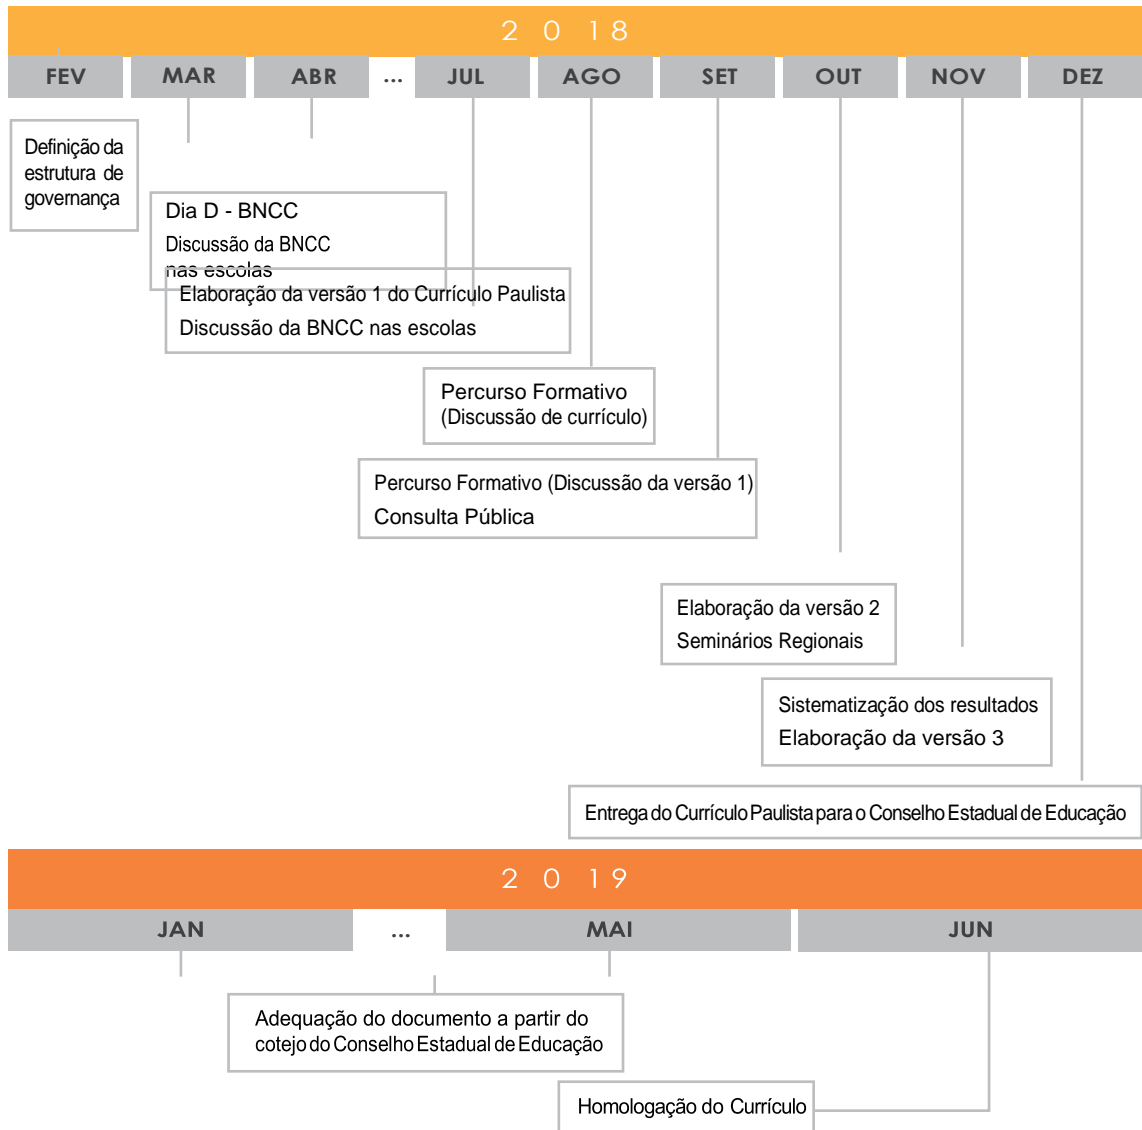 2 0 1 8
FEV MAR ABR ... JUL AGO SET OUT NOV DEZ
Definição da
estrutura de
governança
Dia D - BNCC
Discussão da BNCC
nas escolas
Elaboração da versão 1 do Currículo Paulista
Discussão da BNCC nas escolas
Percurso Formativo
(Discussão de currículo)
Percurso Formativo (Discussão da versão 1)
Consulta Pública
Elaboração da versão 2
Seminários Regionais
Sistematização dos resultados
Elaboração da versão 3
Entrega do Currículo Paulista para o Conselho Estadual de Educação
2 0 1 9
JAN ... MAI JUN
Adequação do documento a partir do
cotejo do Conselho Estadual de Educação
Homologação do Currículo